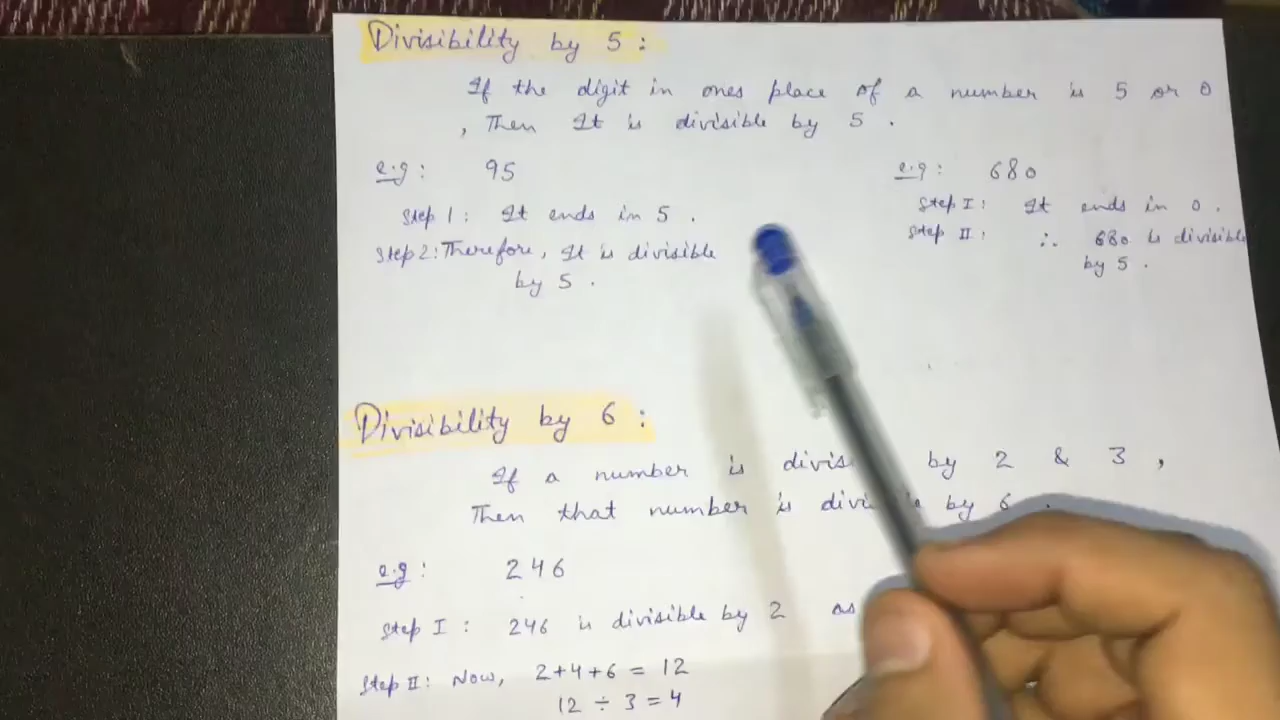 Divisibility by 5 :
If the digit in ones place of a number is 5 or 0
, Then It is divisible by 5 .
e.g : 95
Step 1 : It ends in 5 .
Step 2 : Therefore, It is divisible
by 5 .
e.g : 680
Step I : It ends in 0 .
Step II : ∴ 680 is divisible
by 5 .
Divisibility by 6 :
If a number is by 2 & 3 ,
Then that number is by 6 .
e.g : 246
Step I : 246 is divisible by 2 as
Step II : Now, 2+4+6 = 12
12 ÷ 3 = 4